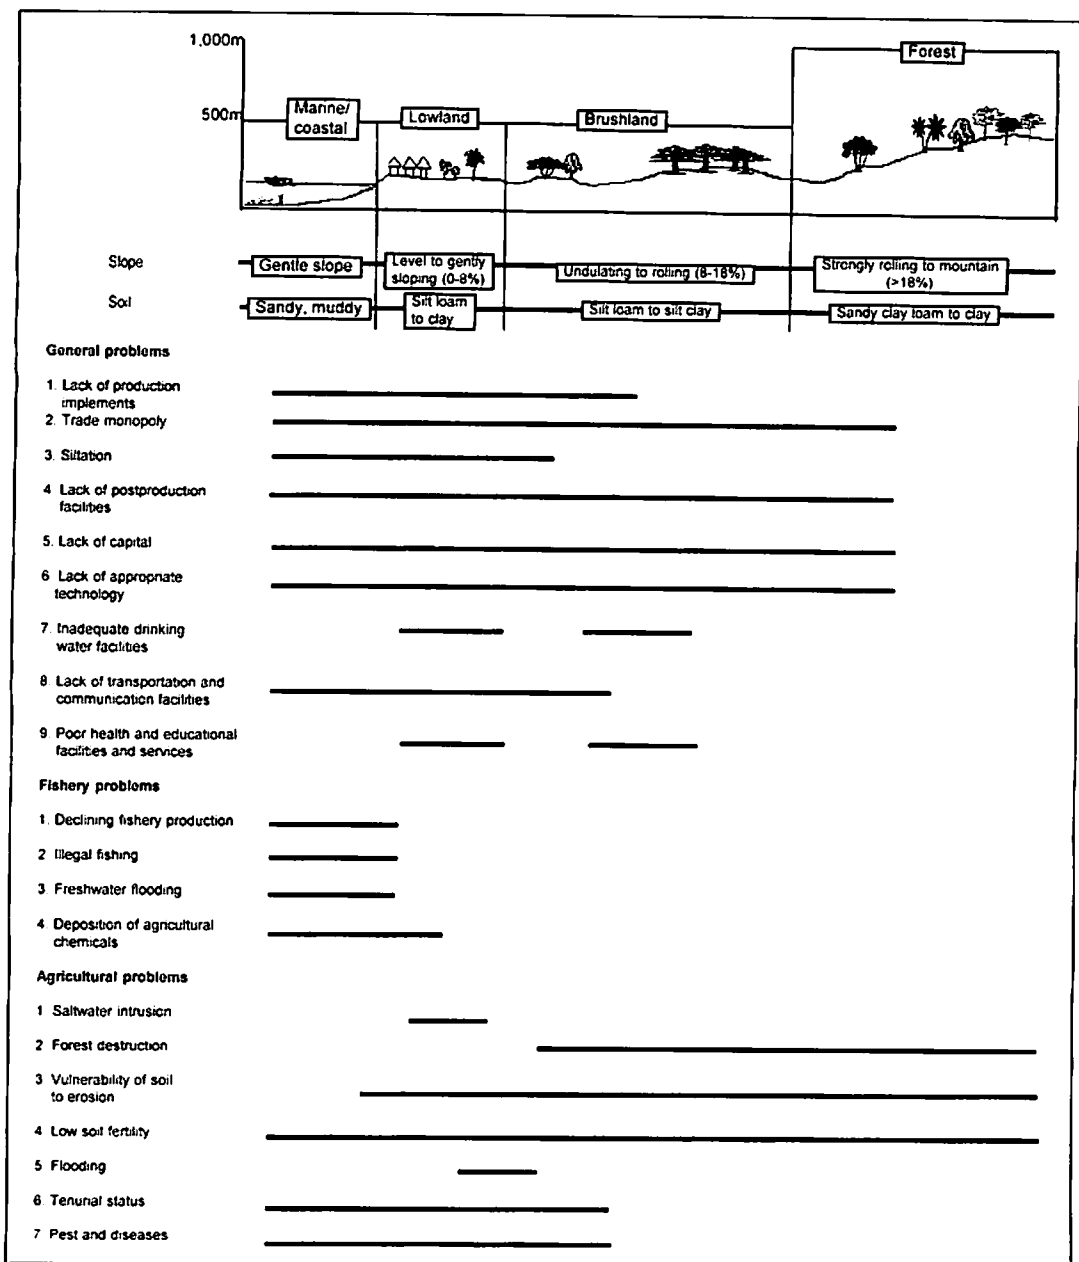 1,000m
Forest
500m
Marine/
coastal
Lowland
Brushland
Slope
Gentle slope
Level to gently
sloping (0-8%)
Undulating to rolling (8-18%)
Strongly rolling to mountain
(>18%)
Soil
Sandy, muddy
Silt loam
to clay
Silt loam to silt clay
Sandy clay loam to clay
General problems
1. Lack of production
implements
2. Trade monopoly
3. Siltation
4 Lack of postproduction
facilities
5. Lack of capital
6 Lack of appropriate
technology
7. Inadequate drinking
water facilities
8. Lack of transportation and
communication facilities
9. Poor health and educational
facilities and services
Fishery problems
1. Declining fishery production
2 Illegal fishing
3. Freshwater flooding
4. Deposition of agricultural
chemicals
Agricultural problems
1 Saltwater intrusion
2 Forest destruction
3 Vulnerability of soil
to erosion
4 Low soil fertility
5 Flooding
6. Tenurial status
7 Pest and diseases